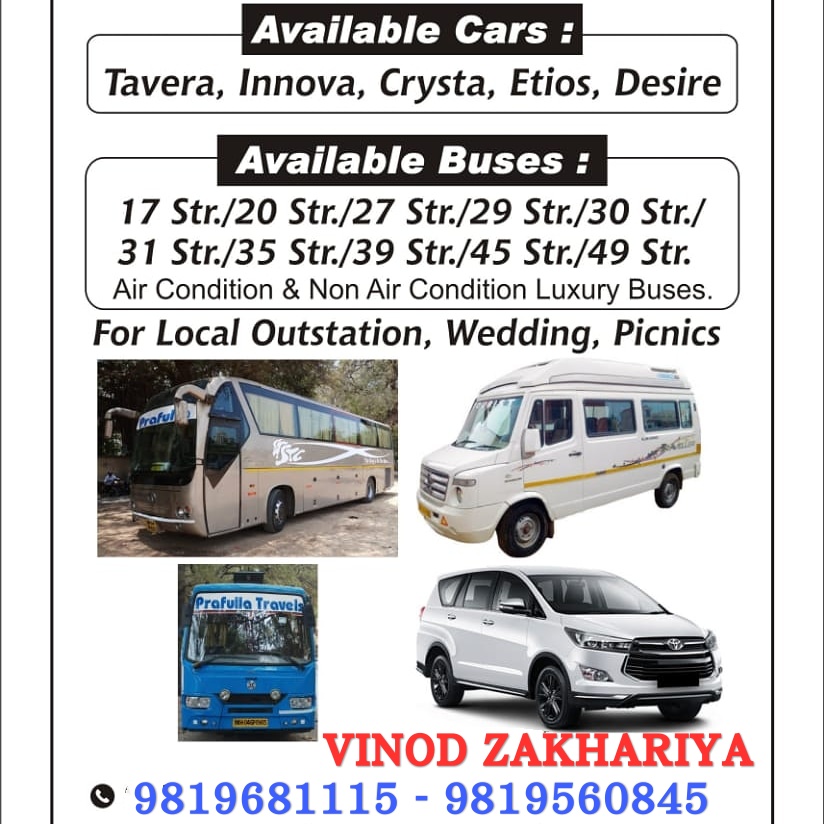 Available Cars :
Tavera, Innova, Crysta, Etios, Desire
Available Buses :
17 Str./20 Str./27 Str./29 Str./30 Str./
31 Str./35 Str./39 Str./45 Str./49 Str.
Air Condition & Non Air Condition Luxury Buses.
For Local Outstation, Wedding, Picnics
Prafulla
Prafulla Travels
VINOD ZAKHARIYA
9819681115 - 9819560845